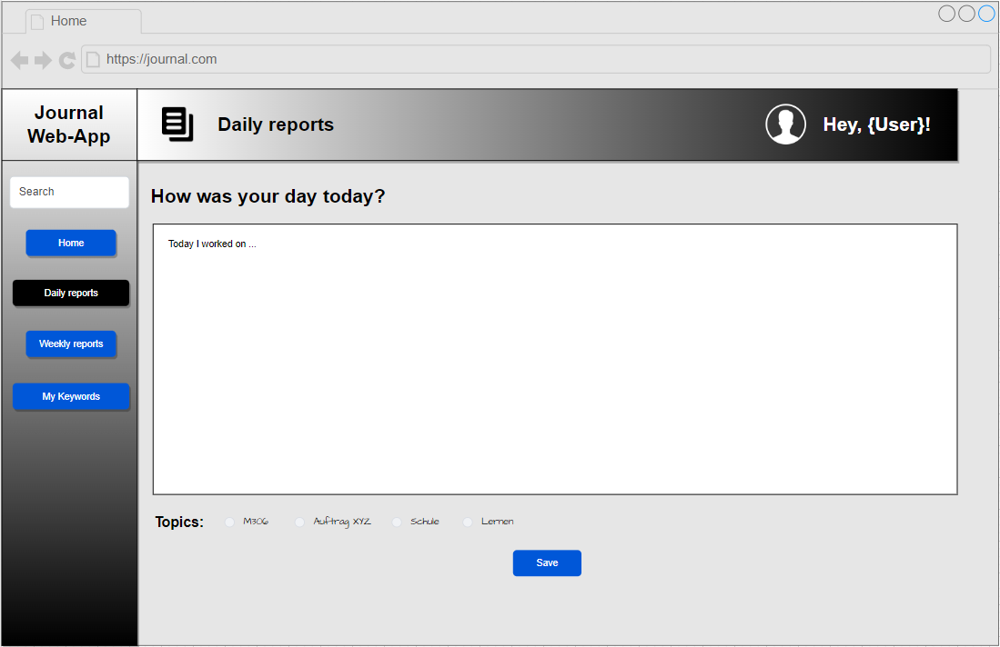 Home
https://journal.com
Journal
Web-App
Daily reports
Hey, {User}!
Search
Home
Daily reports
Weekly reports
My Keywords
How was your day today?
Today I worked on ...
Topics: M306 Auftrag XYZ Schule Lernen
Save